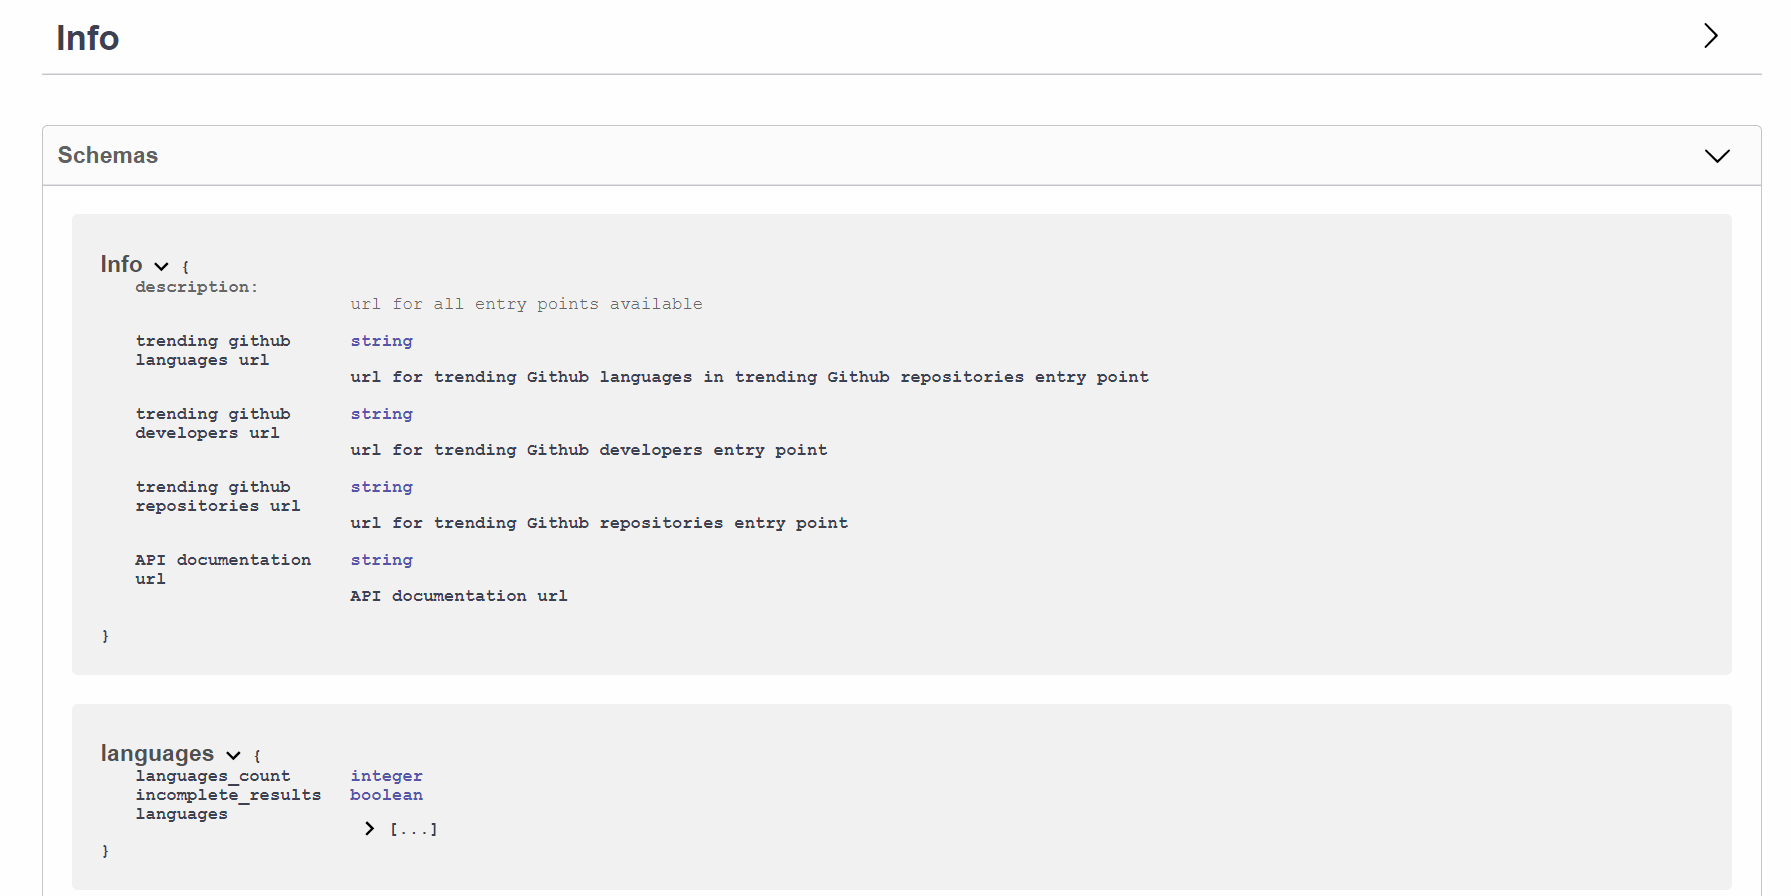 Info
Schemas
Info {
description:
url for all entry points available
trending github string
languages url
url for trending Github languages in trending Github repositories entry point
trending github string
developers url
url for trending Github developers entry point
trending github string
repositories url
url for trending Github repositories entry point
API documentation string
url
API documentation url
}
languages {
languages_count integer
incomplete_results boolean
languages
[...]
}